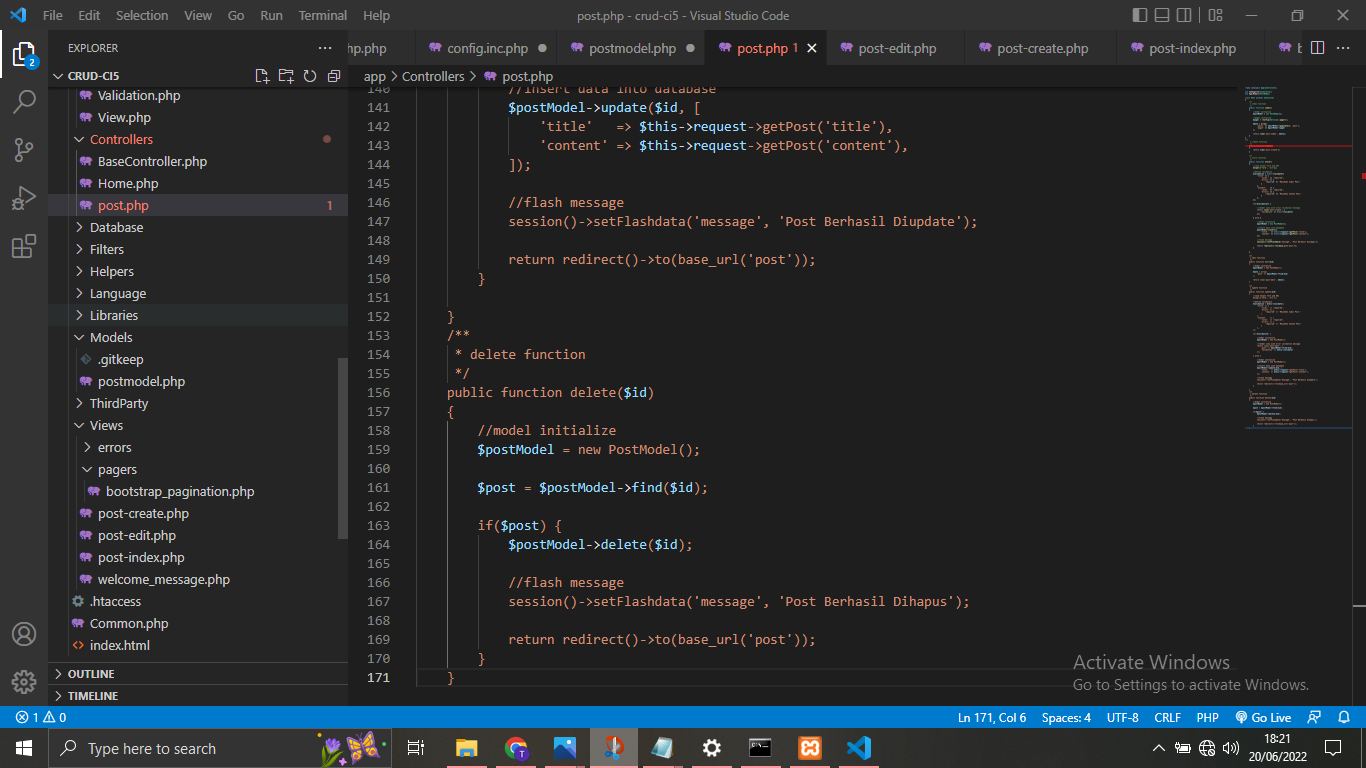 File Edit Selection View Go Run Terminal Help post.php - crud-ci5 - Visual Studio Code
EXPLORER ... hp.php config.inc.php postmodel.php post.php 1 post-edit.php post-create.php post-index.php
CRUD-CI5
app > Controllers > post.php
Validation.php
View.php
Controllers
BaseController.php
Home.php
post.php 1
Database
Filters
Helpers
Language
Libraries
Models
.gitkeep
postmodel.php
ThirdParty
Views
errors
pagers
bootstrap_pagination.php
post-create.php
post-edit.php
post-index.php
welcome_message.php
.htaccess
Common.php
index.html
OUTLINE
TIMELINE
2
140 //insert data into database
141 $postModel->update($id, [
142 'title' => $this->request->getPost('title'),
143 'content' => $this->request->getPost('content'),
144 ]);
145
146 //flash message
147 session()->setFlashdata('message', 'Post Berhasil Diupdate');
148
149 return redirect()->to(base_url('post'));
150 }
151
152 }
153 /**
154 * delete function
155 */
156 public function delete($id)
157 {
158 //model initialize
159 $postModel = new PostModel();
160
161 $post = $postModel->find($id);
162
163 if($post) {
164 $postModel->delete($id);
165
166 //flash message
167 session()->setFlashdata('message', 'Post Berhasil Dihapus');
168
169 return redirect()->to(base_url('post'));
170 }
171 }
Activate Windows
Go to Settings to activate Windows.
1 0 Ln 171, Col 6 Spaces: 4 UTF-8 CRLF PHP Go Live
Type here to search
18:21
20/06/2022